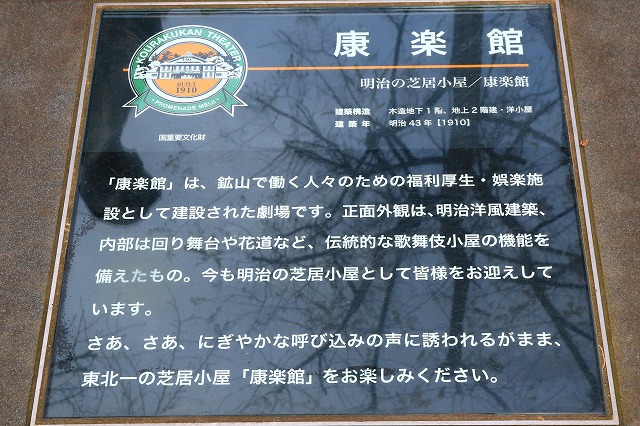 KOURAKUKAN THEATER
BUILT
1910
PROMENADE MEIJI
国重要文化財
康楽館
明治の芝居小屋/康楽館
建築構造 木造地下1階、地上2階建・洋小屋
建築年 明治43年【1910】
「康楽館」は、鉱山で働く人々のための福利厚生・娯楽施
設として建設された劇場です。正面外観は、明治洋風建築、
内部は回り舞台や花道など、伝統的な歌舞伎小屋の機能を
備えたもの。今も明治の芝居小屋として皆様をお迎えして
います。
さあ、さあ、にぎやかな呼び込みの声に誘われるがまま、
東北一の芝居小屋「康楽館」をお楽しみください。